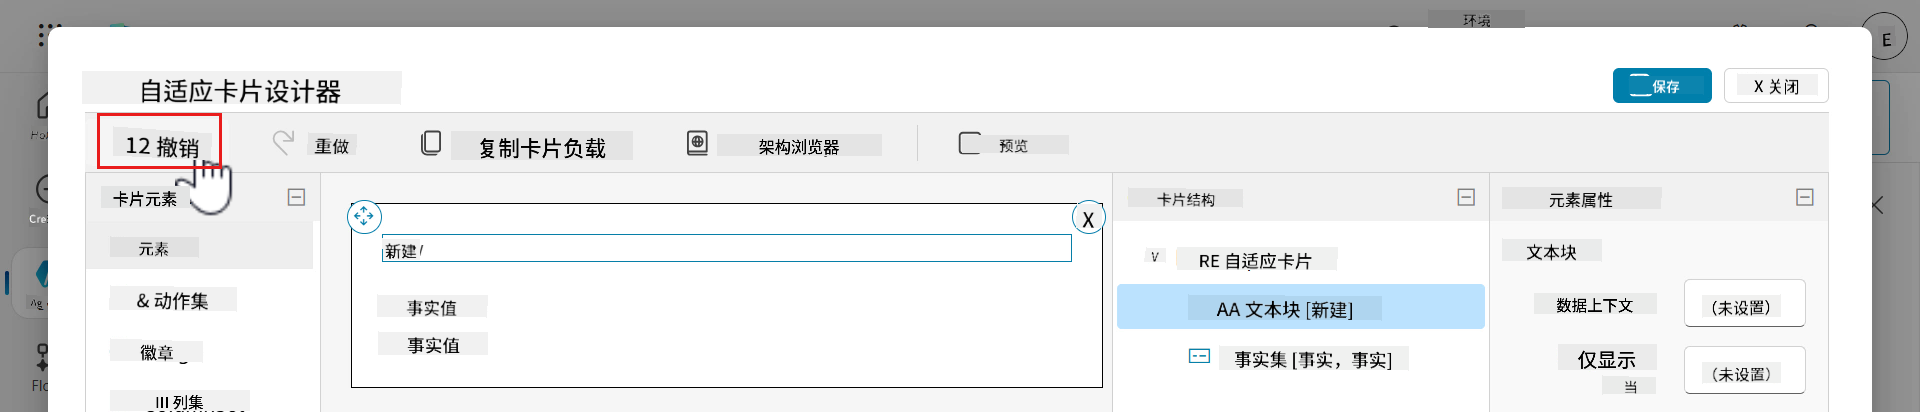 环境
E
自适应卡片设计器
保存
X 关闭
12 撤销
重做
复制卡片负载
架构浏览器
预览
卡片元素
卡片结构
元素属性
元素
新建/
X
文本块
V
RE 自适应卡片
& 动作集
事实值
AA 文本块 [新建]
数据上下文
(未设置)
徽章
事实值
事实集 [事实，事实]
仅显示
当
(未设置)
III 列集